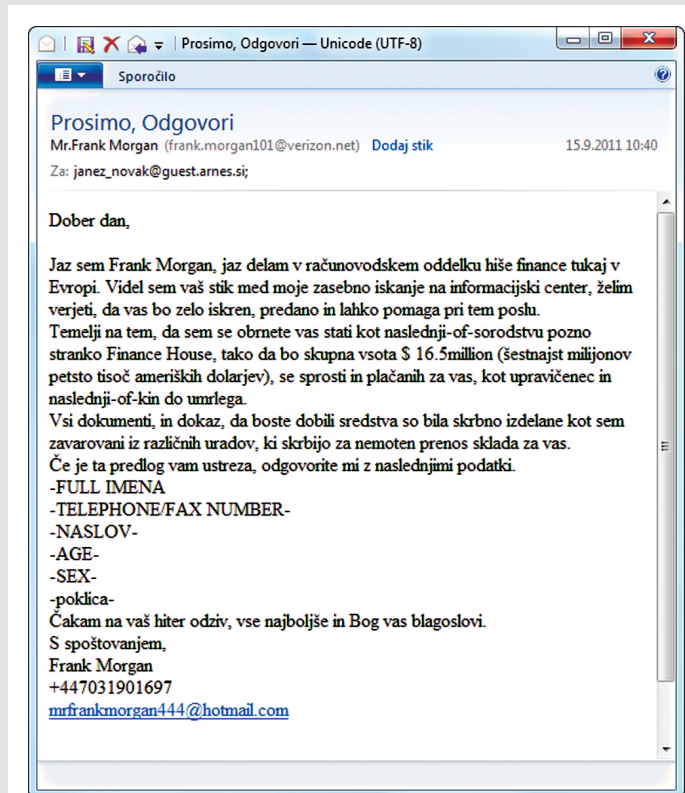 Prosimo, Odgovori — Unicode (UTF-8)
Sporočilo
Prosimo, Odgovori
Mr.Frank Morgan (frank.morgan101@verizon.net) Dodaj stik 15.9.2011 10:40
Za: janez_novak@guest.arnes.si;
Dober dan,
Jaz sem Frank Morgan, jaz delam v računovodskem oddelku hiše finance tukaj v
Evropi. Videl sem vaš stik med moje zasebno iskanje na informacijski center, želim
verjeti, da vas bo zelo iskren, predano in lahko pomaga pri tem poslu.
Temelji na tem, da sem se obrnete vas stati kot naslednji-of-sorodstvu pozno
stranko Finance House, tako da bo skupna vsota $ 16.5million (šestnajst milijonov
petsto tisoč ameriških dolarjev), se sprosti in plačanih za vas, kot upravičenec in
naslednji-of-kin do umrlega.
Vsi dokumenti, in dokaz, da boste dobili sredstva so bila skrbno izdelane kot sem
zavarovani iz različnih uradov, ki skrbijo za nemoten prenos sklada za vas.
Če je ta predlog vam ustreza, odgovorite mi z naslednjimi podatki.
-FULL IMENA
-TELEPHONE/FAX NUMBER-
-NASLOV-
-AGE-
-SEX-
-poklica-
Čakam na vaš hiter odziv, vse najboljše in Bog vas blagoslovi.
S spoštovanjem,
Frank Morgan
+447031901697
mrfrankmorgan444@hotmail.com